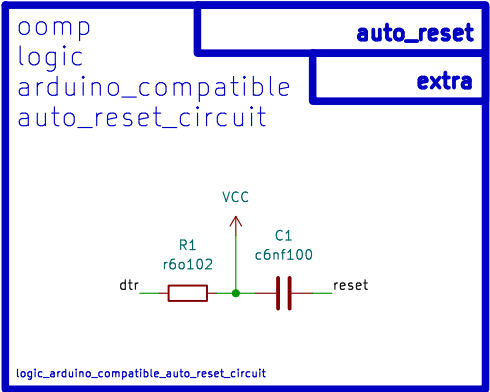 oomp
logic
arduino_compatible
auto_reset_circuit
auto_reset
extra
VCC
R1
r6o102
C1
c6nf100
dtr
reset
logic_arduino_compatible_auto_reset_circuit